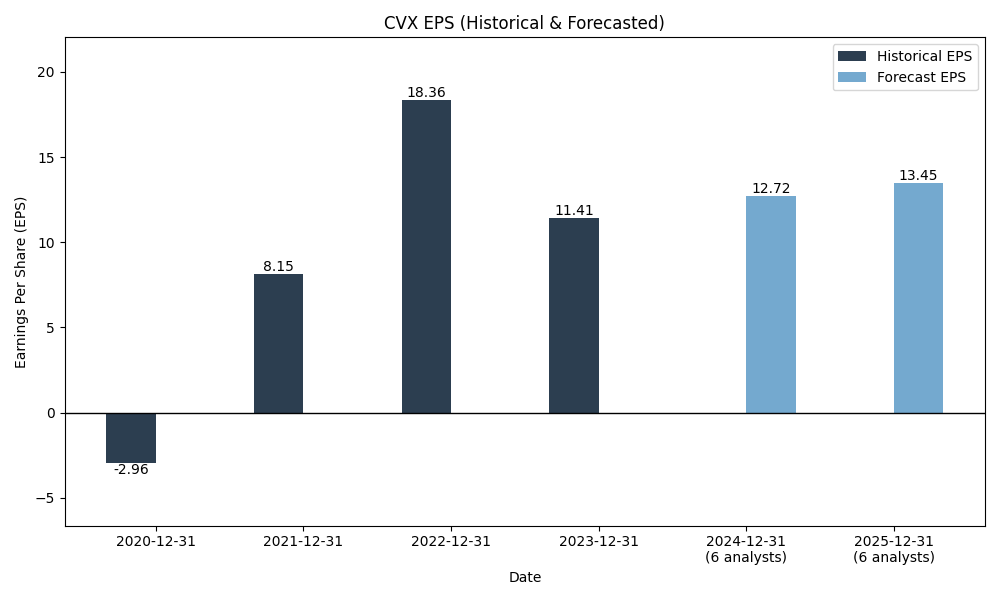 CVX EPS (Historical & Forecasted)
Historical EPS
Forecast EPS
Earnings Per Share (EPS)
20
15
10
5
0
−5
-2.96
8.15
18.36
11.41
12.72
13.45
2020-12-31
2021-12-31
2022-12-31
2023-12-31
2024-12-31
(6 analysts)
2025-12-31
(6 analysts)
Date